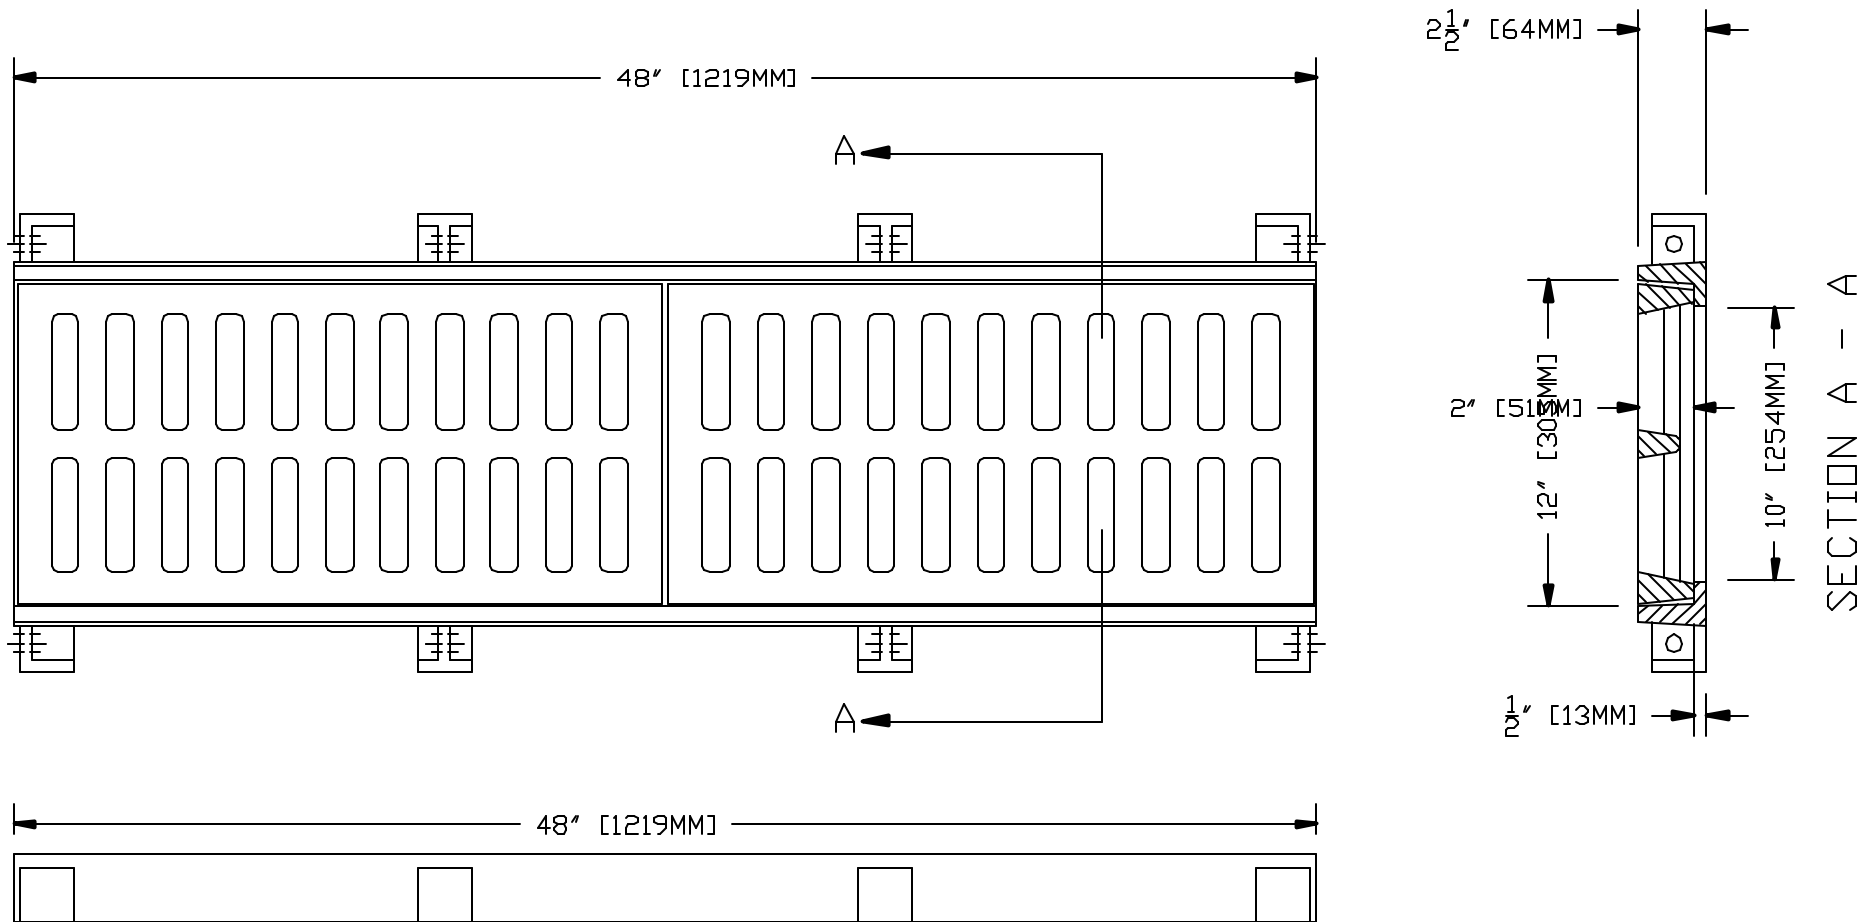 2½″ [64MM]
48″ [1219MM]
A
12″ [305MM]
2″ [51MM]
10″ [254MM]
SECTION A - A
A
½″ [13MM]
48″ [1219MM]